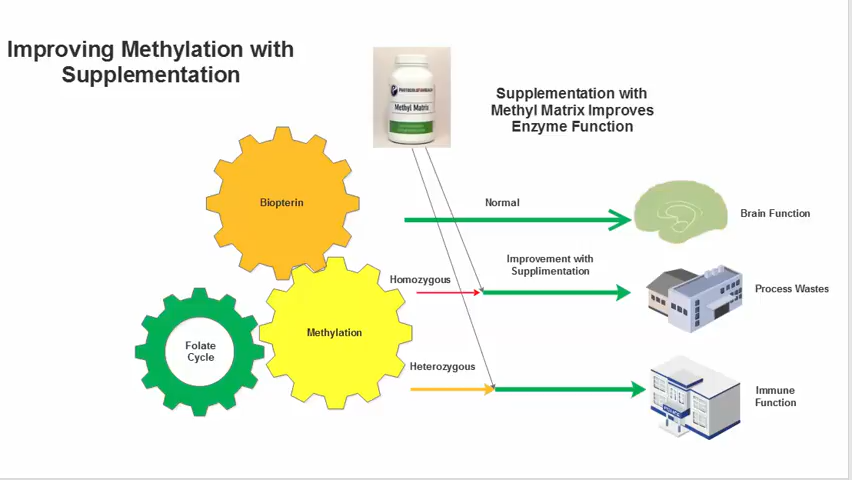 Improving Methylation with
Supplementation
Methyl Matrix
Supplementation with
Methyl Matrix Improves
Enzyme Function
Biopterin
Normal
Brain Function
Improvement with
Supplimentation
Homozygous
Process Wastes
Methylation
Folate
Cycle
Heterozygous
Immune
Function
POLICE